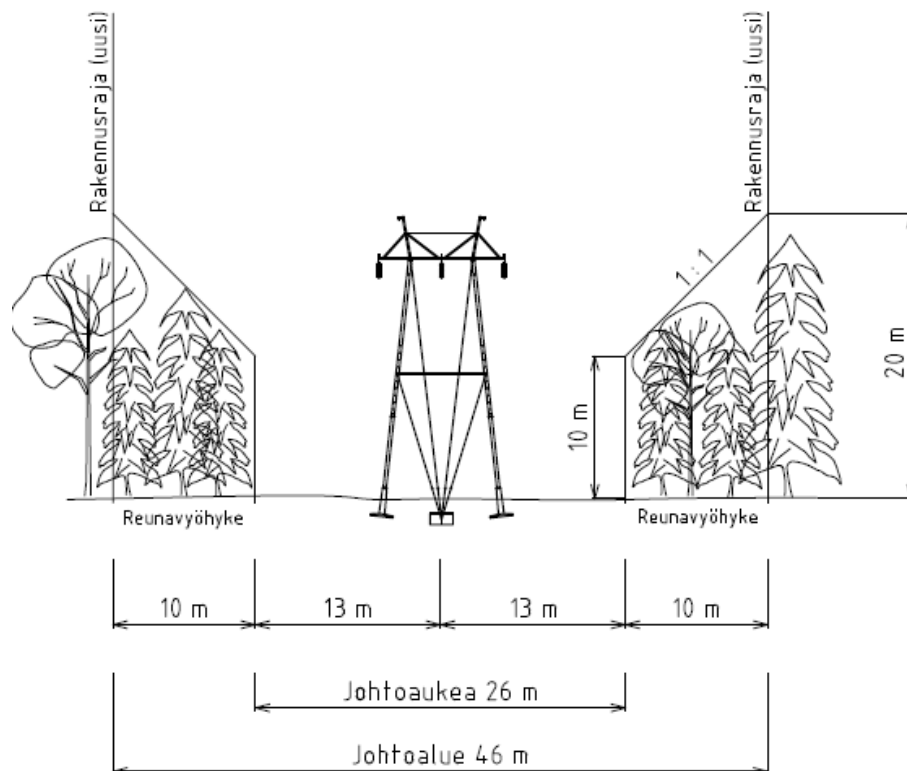 Rakennusraja (uusi)
Rakennusraja (uusi)
1 : 1
20 m
10 m
Reunavyöhyke
Reunavyöhyke
10 m
13 m
13 m
10 m
Johtoaukea 26 m
Johtoalue 46 m